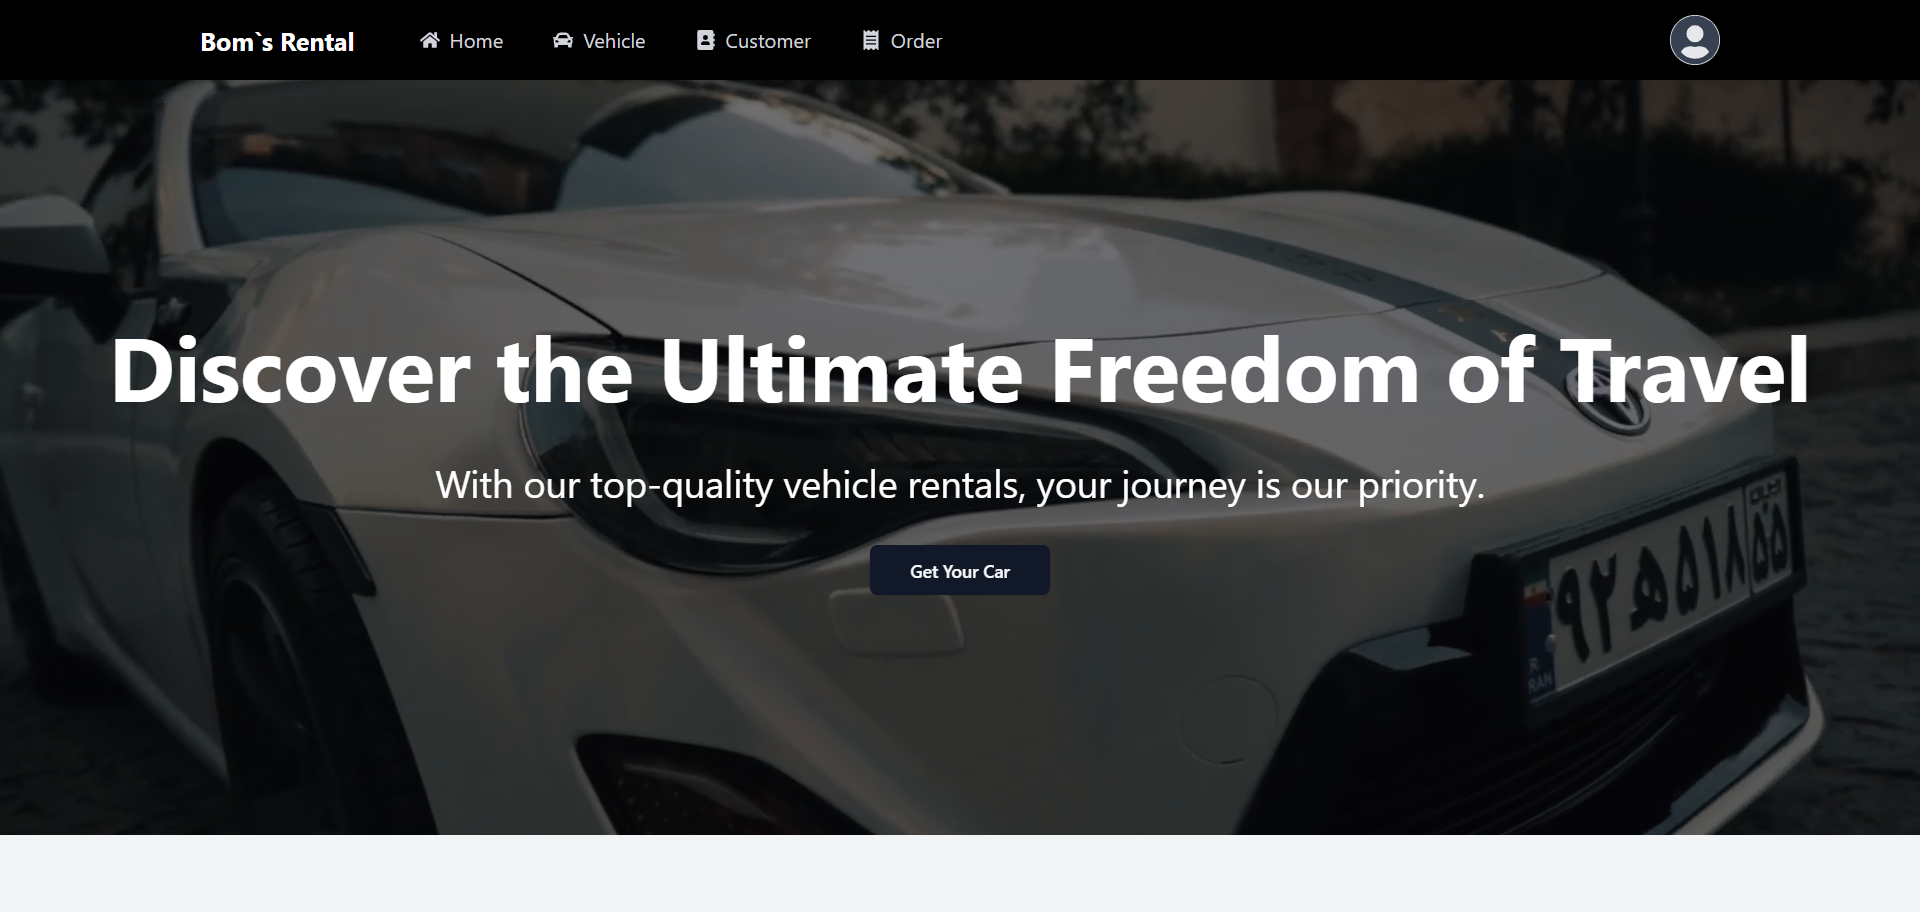 Bom`s Rental
Home
Vehicle
Customer
Order
Discover the Ultimate Freedom of Travel
With our top-quality vehicle rentals, your journey is our priority.
Get Your Car
۹۲ه‍۵۱۸ ۵۵